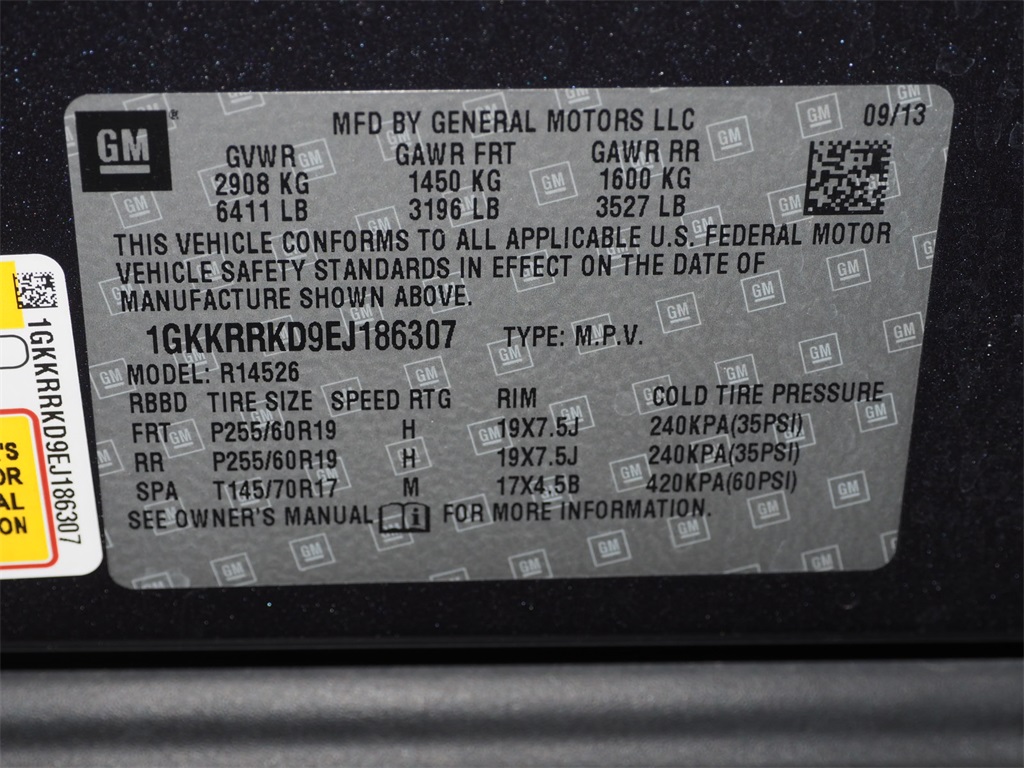 GM
MFD BY GENERAL MOTORS LLC 09/13
GVWR GAWR FRT GAWR RR
2908 KG 1450 KG 1600 KG
6411 LB 3196 LB 3527 LB
THIS VEHICLE CONFORMS TO ALL APPLICABLE U.S. FEDERAL MOTOR
VEHICLE SAFETY STANDARDS IN EFFECT ON THE DATE OF
MANUFACTURE SHOWN ABOVE.
1GKKRRKD9EJ186307 TYPE: M.P.V.
MODEL: R14526
RBBD TIRE SIZE SPEED RTG RIM COLD TIRE PRESSURE
FRT P255/60R19 H 19X7.5J 240KPA(35PSI)
RR P255/60R19 H 19X7.5J 240KPA(35PSI)
SPA T145/70R17 M 17X4.5B 420KPA(60PSI)
SEE OWNER'S MANUAL FOR MORE INFORMATION.
1GKKRRKD9EJ186307